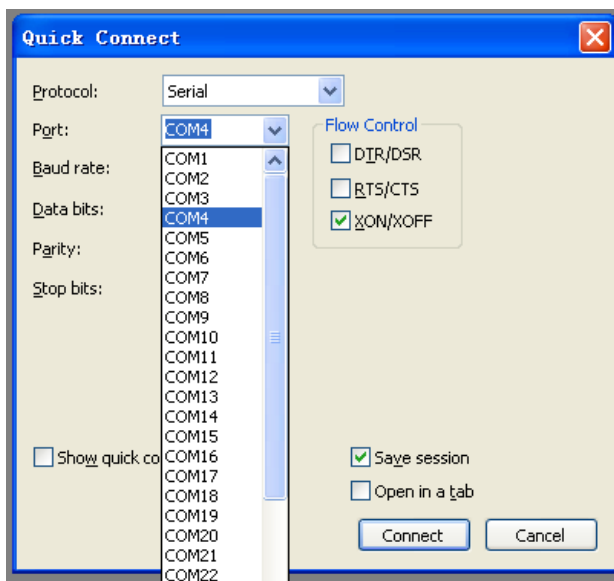 Quick Connect
Protocol:
Serial
Port:
COM4
Flow Control
DTR/DSR
RTS/CTS
XON/XOFF
Baud rate:
Data bits:
Parity:
Stop bits:
COM1
COM2
COM3
COM4
COM5
COM6
COM7
COM8
COM9
COM10
COM11
COM12
COM13
COM14
COM15
COM16
COM17
COM18
COM19
COM20
COM21
COM22
Show quick co
Save session
Open in a tab
Connect
Cancel